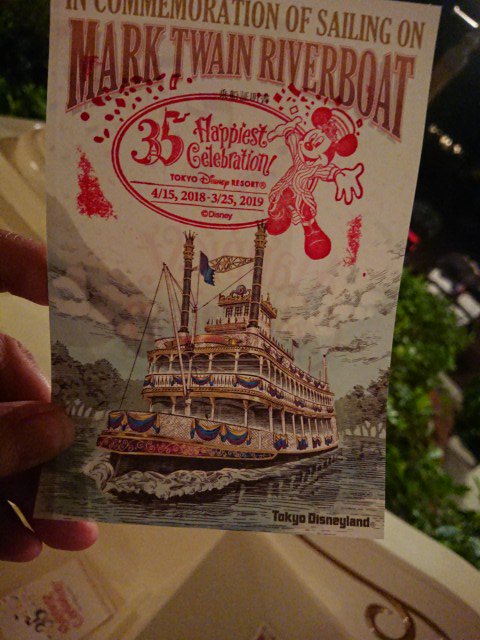 IN COMMEMORATION OF SAILING ON
MARK TWAIN RIVERBOAT
35th Happiest
Celebration!
TOKYO Disney RESORT®
4/15, 2018-3/25, 2019
©Disney
Tokyo Disneyland®